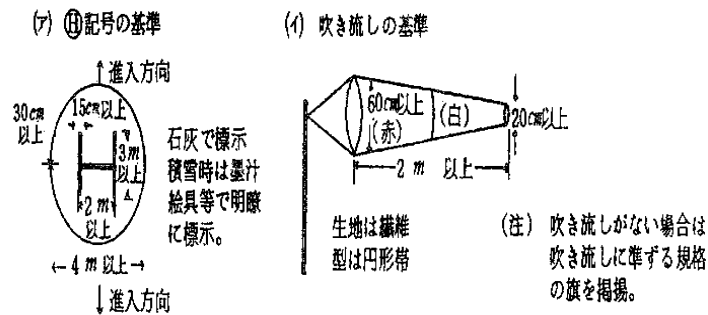 (ア) Ⓗ記号の基準
進入方向
15cm以上
30cm
以上
3m
以上
2m
以上
4m以上
進入方向
石灰で標示
積雪時は墨汁
絵具等で明瞭
に標示。
(イ) 吹き流しの基準
60cm以上
(赤)
(白)
20cm以上
2m 以上
生地は繊維
型は円形帯
(注) 吹き流しがない場合は
吹き流しに準ずる規格
の旗を掲揚。